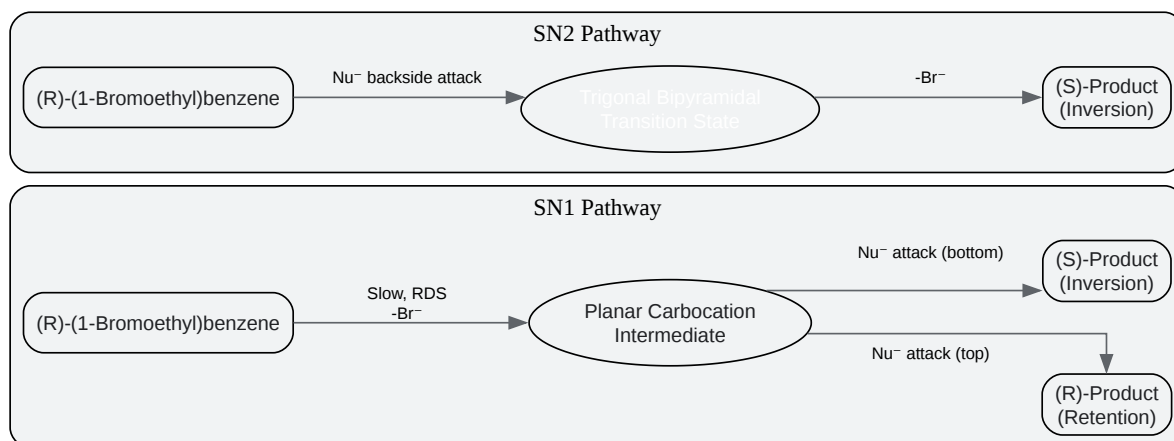 SN2 Pathway
(R)-(1-Bromoethyl)benzene
Nu⁻ backside attack
Trigonal Bipyramidal
Transition State
-Br⁻
(S)-Product
(Inversion)
SN1 Pathway
(R)-(1-Bromoethyl)benzene
Slow, RDS
-Br⁻
Planar Carbocation
Intermediate
Nu⁻ attack (bottom)
(S)-Product
(Inversion)
Nu⁻ attack (top)
(R)-Product
(Retention)